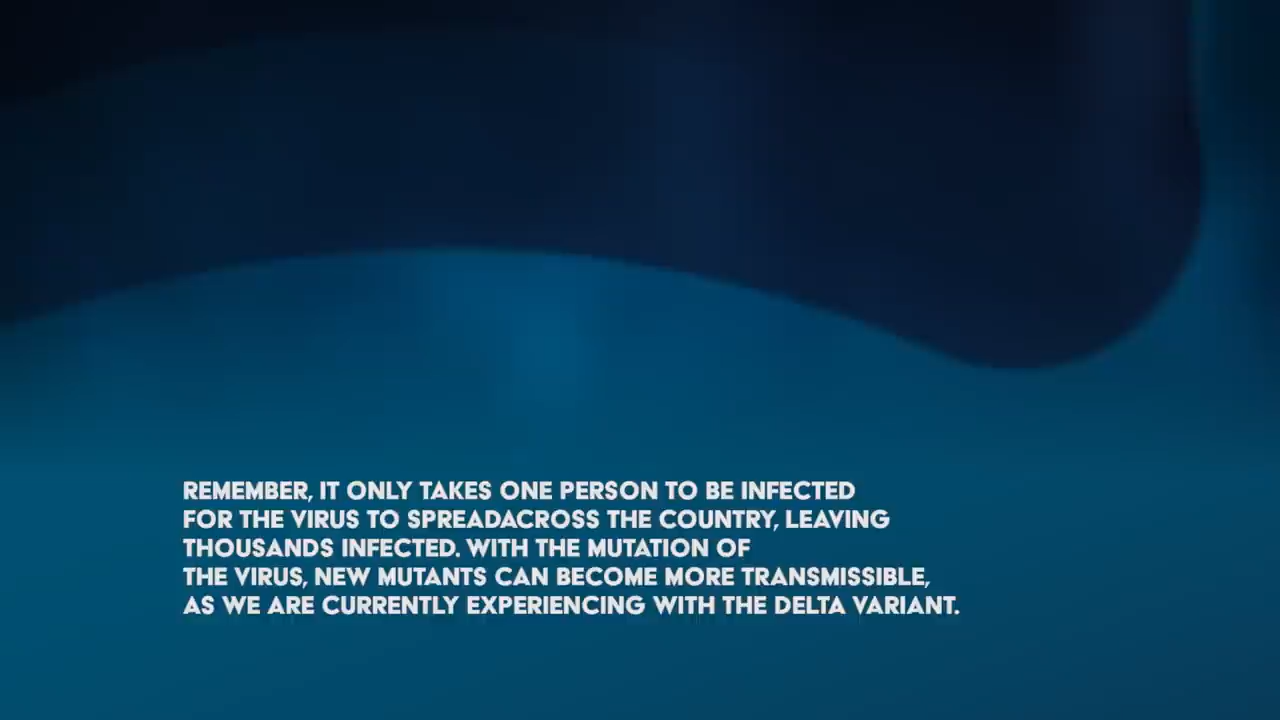 REMEMBER, IT ONLY TAKES ONE PERSON TO BE INFECTED
FOR THE VIRUS TO SPREADACROSS THE COUNTRY, LEAVING
THOUSANDS INFECTED. WITH THE MUTATION OF
THE VIRUS, NEW MUTANTS CAN BECOME MORE TRANSMISSIBLE,
AS WE ARE CURRENTLY EXPERIENCING WITH THE DELTA VARIANT.